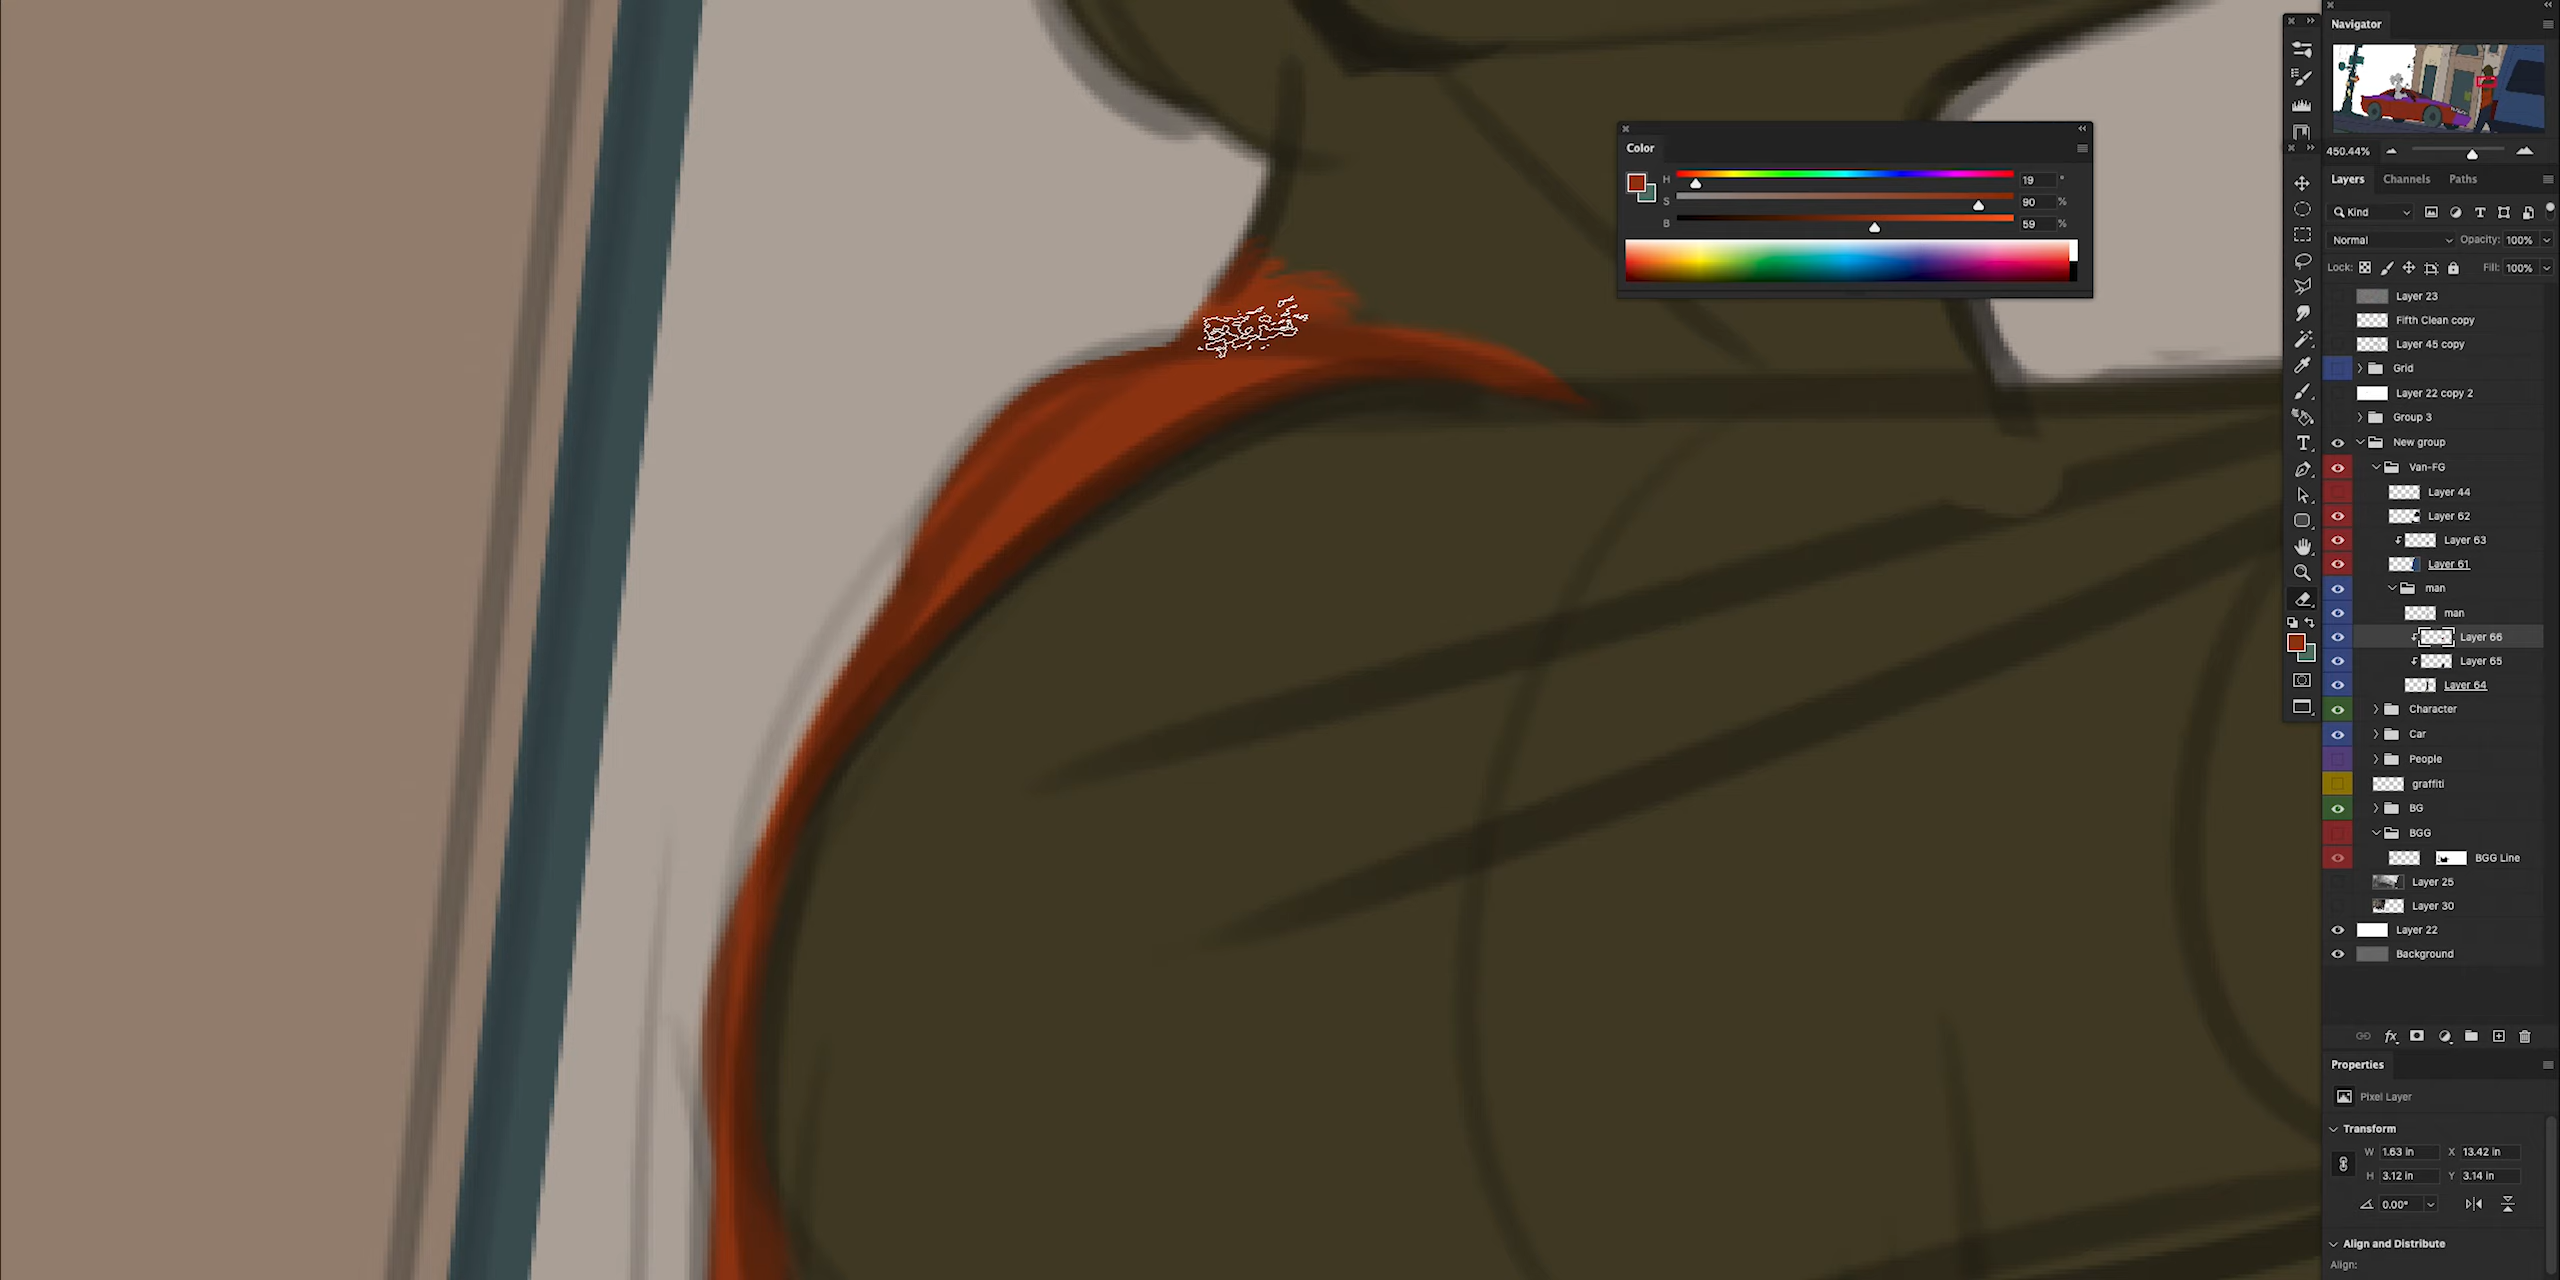 Navigator
450.44%
Color
H 19 °
S 90 %
B 59 %
Layers Channels Paths
Kind
Normal Opacity: 100%
Lock: Fill: 100%
Layer 23
Fifth Clean copy
Layer 45 copy
Grid
Layer 22 copy 2
Group 3
New group
Van-FG
Layer 44
Layer 62
Layer 63
Layer 61
man
man
Layer 66
Layer 65
Layer 64
Character
Car
People
graffiti
BG
BGG
BGG Line
Layer 25
Layer 30
Layer 22
Background
fx
Properties
Pixel Layer
Transform
W 1.63 in X 13.42 in
H 3.12 in Y 3.14 in
0.00°
Align and Distribute
Align: